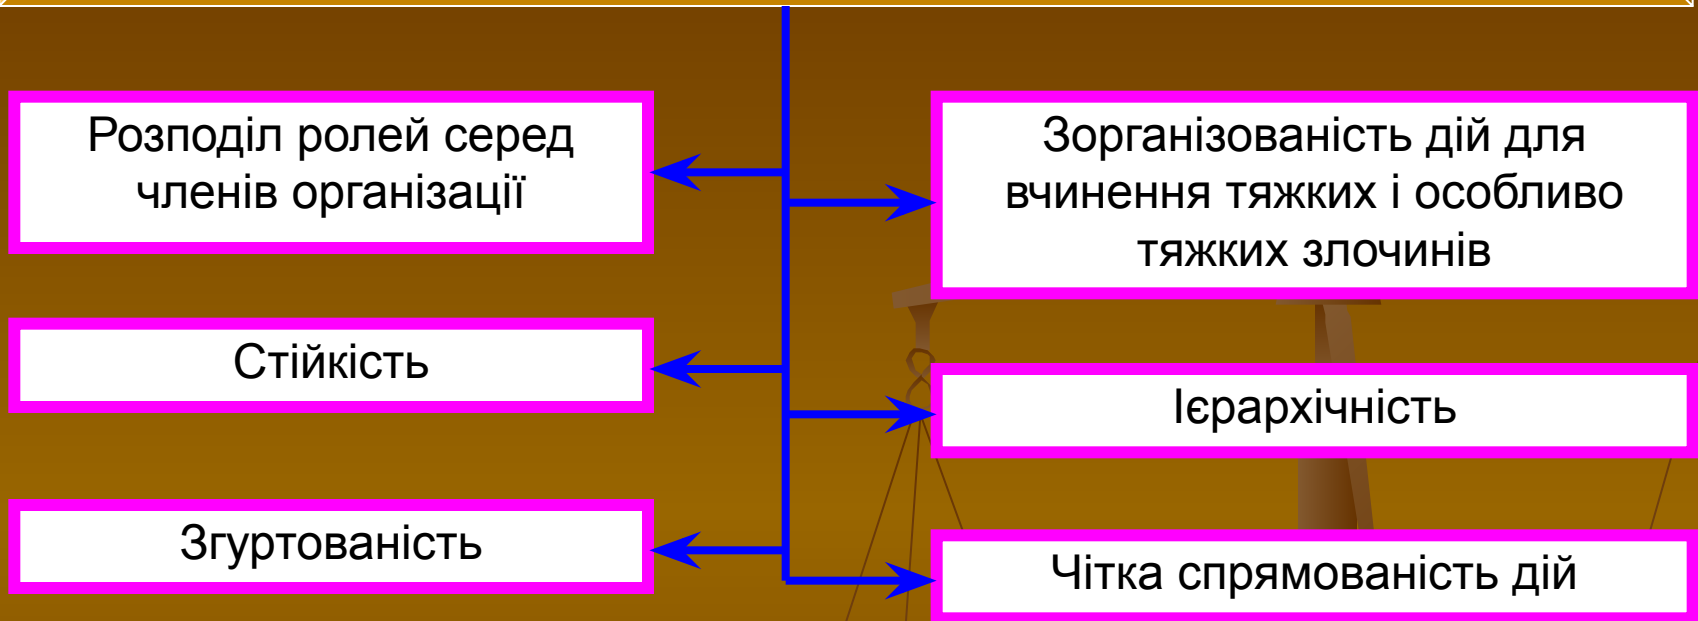 Розподіл ролей серед
членів організації
Зорганізованість дій для
вчинення тяжких і особливо
тяжких злочинів
Стійкість
Ієрархічність
Згуртованість
Чітка спрямованість дій